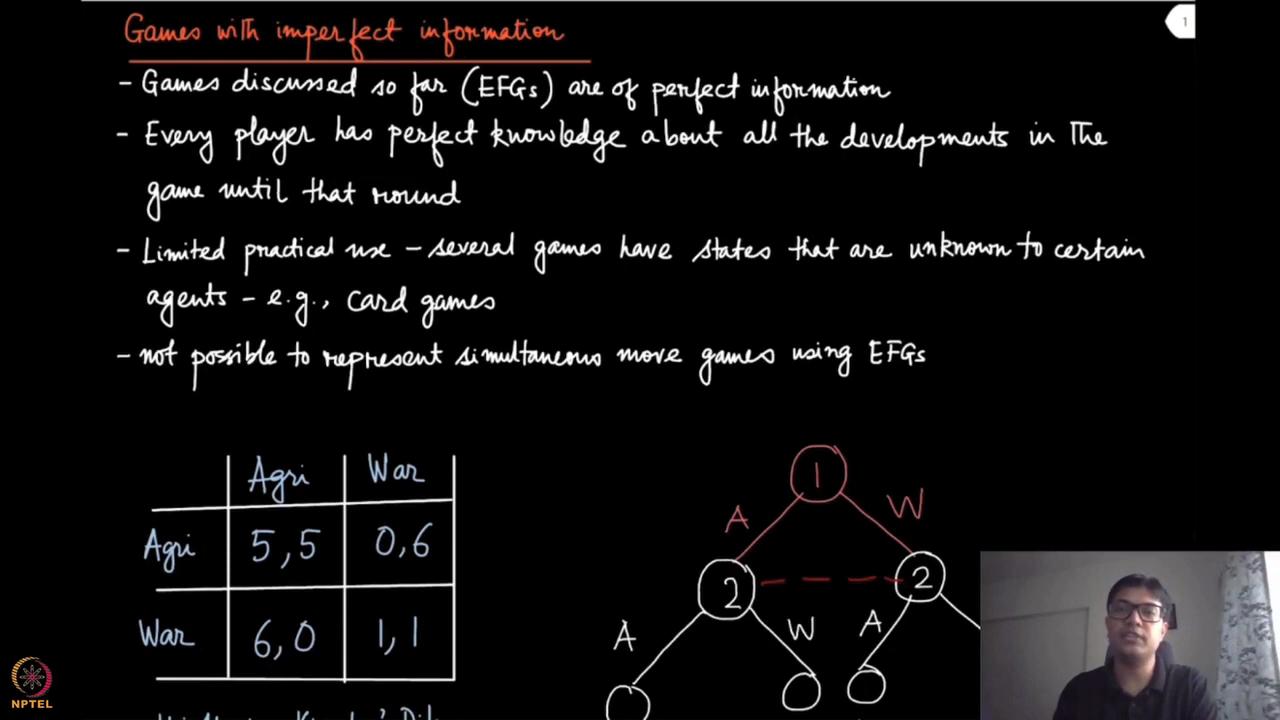 Games with imperfect information
1
- Games discussed so far (EFGs) are of perfect information
- Every player has perfect knowledge about all the developments in the
game until that round
- Limited practical use - several games have states that are unknown to certain
agents - e.g., card games
- not possible to represent simultaneous move games using EFGs
Agri War
Agri 5,5 0,6
War 6,0 1,1
1
A W
2 2
A W A
NPTEL